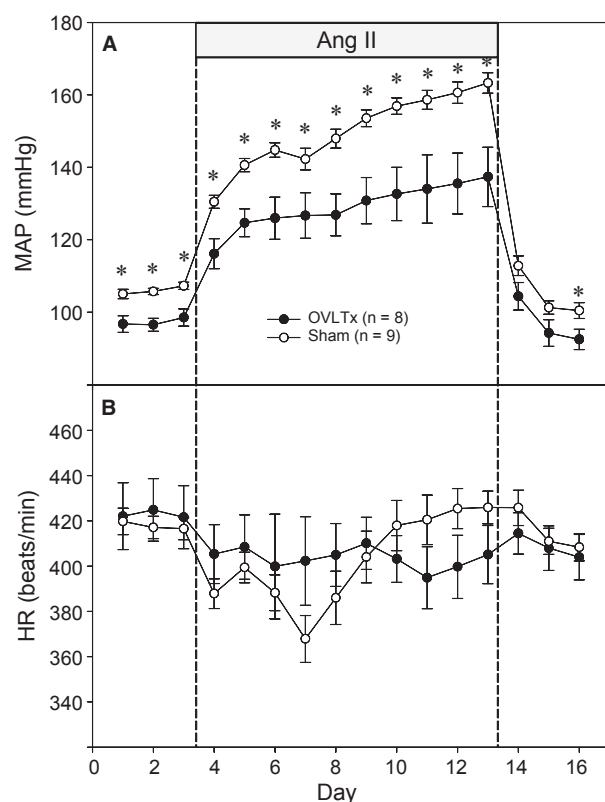 A
Ang II
180
160
140
120
100
MAP (mmHg)
* * * * * * * * * * * * * *
OVLTx (n = 8)
Sham (n = 9)
B
460
440
420
400
380
360
340
HR (beats/min)
0 2 4 6 8 10 12 14 16
Day